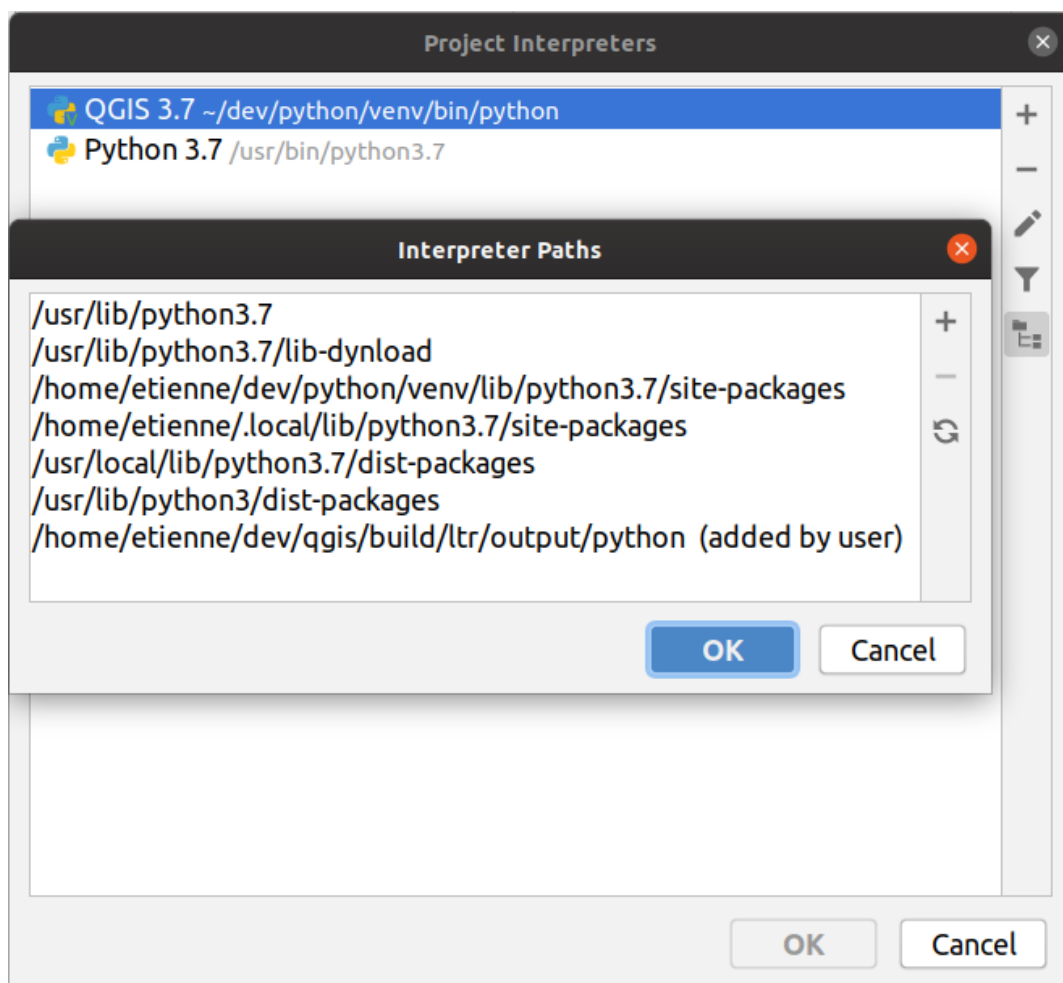 Project Interpreters
QGIS 3.7 ~/dev/python/venv/bin/python
Python 3.7 /usr/bin/python3.7
Interpreter Paths
/usr/lib/python3.7
/usr/lib/python3.7/lib-dynload
/home/etienne/dev/python/venv/lib/python3.7/site-packages
/home/etienne/.local/lib/python3.7/site-packages
/usr/local/lib/python3.7/dist-packages
/usr/lib/python3/dist-packages
/home/etienne/dev/qgis/build/ltr/output/python (added by user)
OK Cancel
OK Cancel